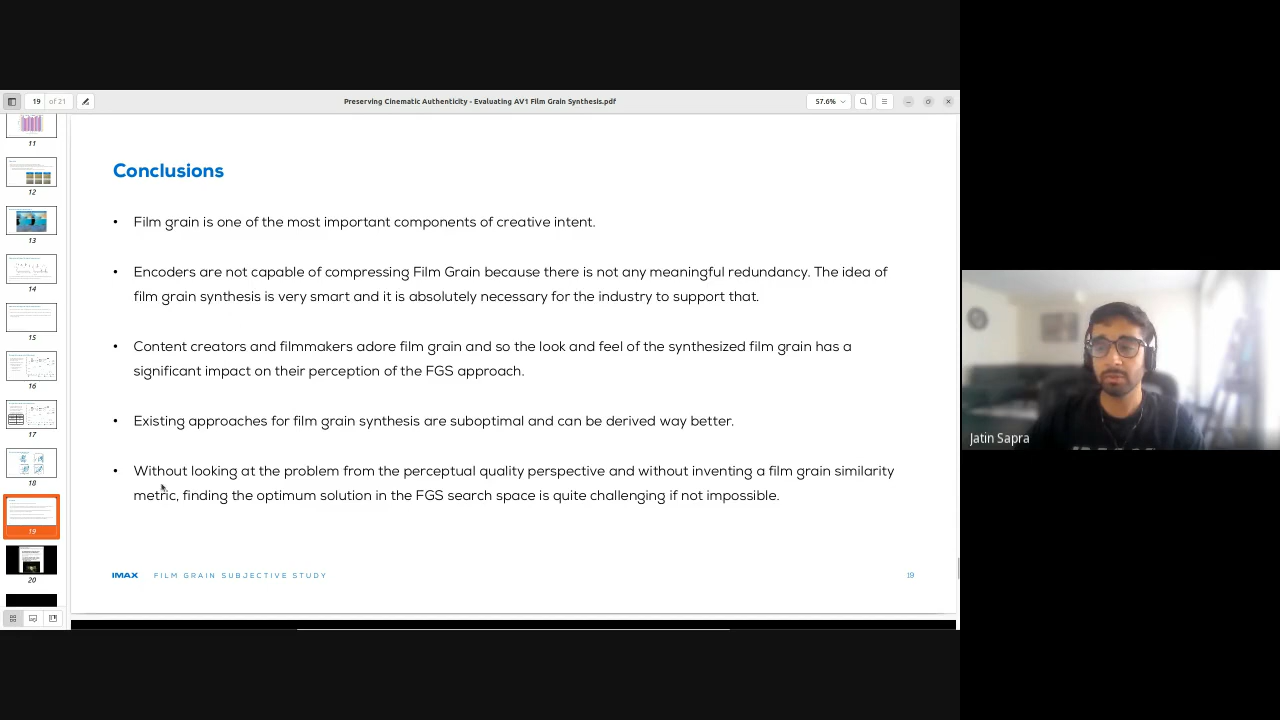 19 of 21
Preserving Cinematic Authenticity - Evaluating AV1 Film Grain Synthesis.pdf
57.6%
11
12
13
14
15
16
17
18
19
20
Conclusions
• Film grain is one of the most important components of creative intent.
• Encoders are not capable of compressing Film Grain because there is not any meaningful redundancy. The idea of
film grain synthesis is very smart and it is absolutely necessary for the industry to support that.
• Content creators and filmmakers adore film grain and so the look and feel of the synthesized film grain has a
significant impact on their perception of the FGS approach.
• Existing approaches for film grain synthesis are suboptimal and can be derived way better.
• Without looking at the problem from the perceptual quality perspective and without inventing a film grain similarity
metric, finding the optimum solution in the FGS search space is quite challenging if not impossible.
IMAX FILM GRAIN SUBJECTIVE STUDY 19
Jatin Sapra